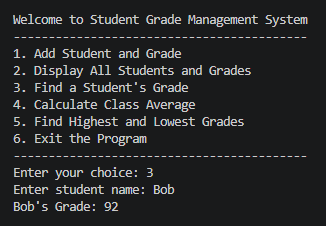 Welcome to Student Grade Management System
------------------------------------------
1. Add Student and Grade
2. Display All Students and Grades
3. Find a Student's Grade
4. Calculate Class Average
5. Find Highest and Lowest Grades
6. Exit the Program
------------------------------------------
Enter your choice: 3
Enter student name: Bob
Bob's Grade: 92